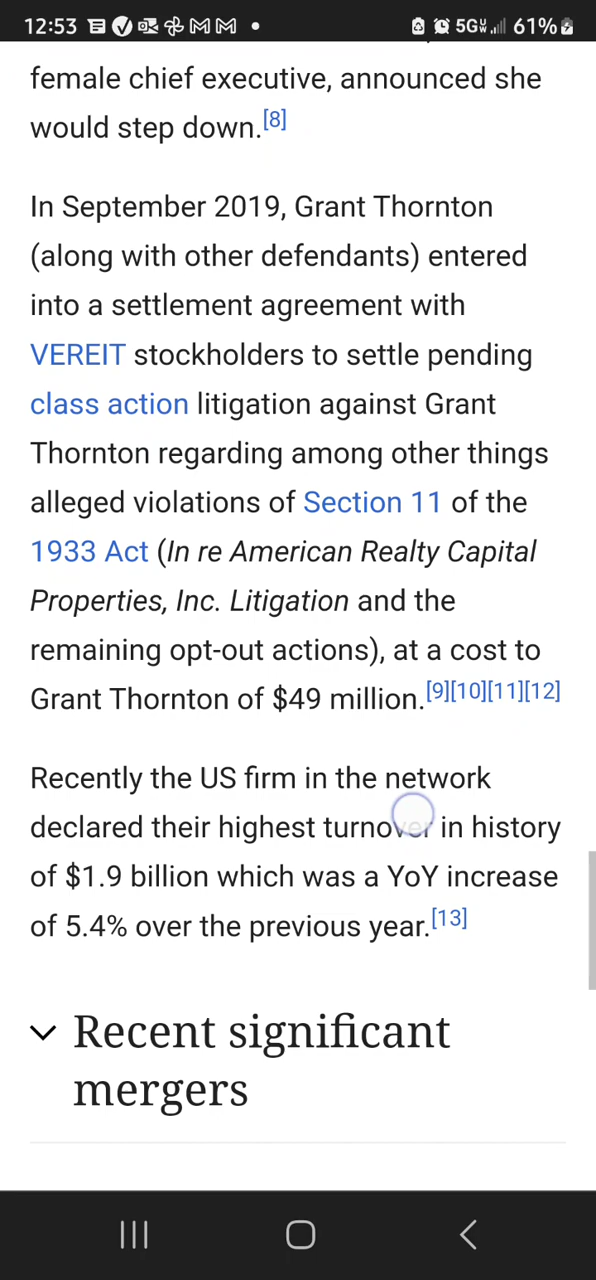 12:53
5G 61%
female chief executive, announced she
would step down.[8]
In September 2019, Grant Thornton
(along with other defendants) entered
into a settlement agreement with
VEREIT stockholders to settle pending
class action litigation against Grant
Thornton regarding among other things
alleged violations of Section 11 of the
1933 Act (In re American Realty Capital
Properties, Inc. Litigation and the
remaining opt-out actions), at a cost to
Grant Thornton of $49 million.[9][10][11][12]
Recently the US firm in the network
declared their highest turnover in history
of $1.9 billion which was a YoY increase
of 5.4% over the previous year.[13]
Recent significant
mergers